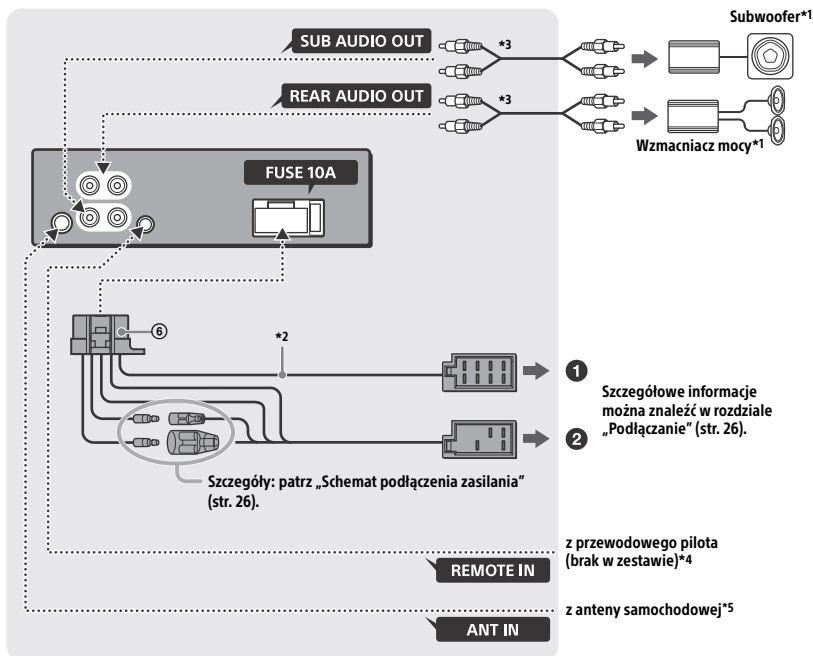 Subwoofer*1
SUB AUDIO OUT
*3
REAR AUDIO OUT
*3
Wzmacniacz mocy*1
FUSE 10A
⑥
*2
❶
Szczegółowe informacje
można znaleźć w rozdziale
„Podłączanie” (str. 26).
❷
Szczegóły: patrz „Schemat podłączenia zasilania”
(str. 26).
z przewodowego pilota
(brak w zestawie)*4
REMOTE IN
z anteny samochodowej*5
ANT IN